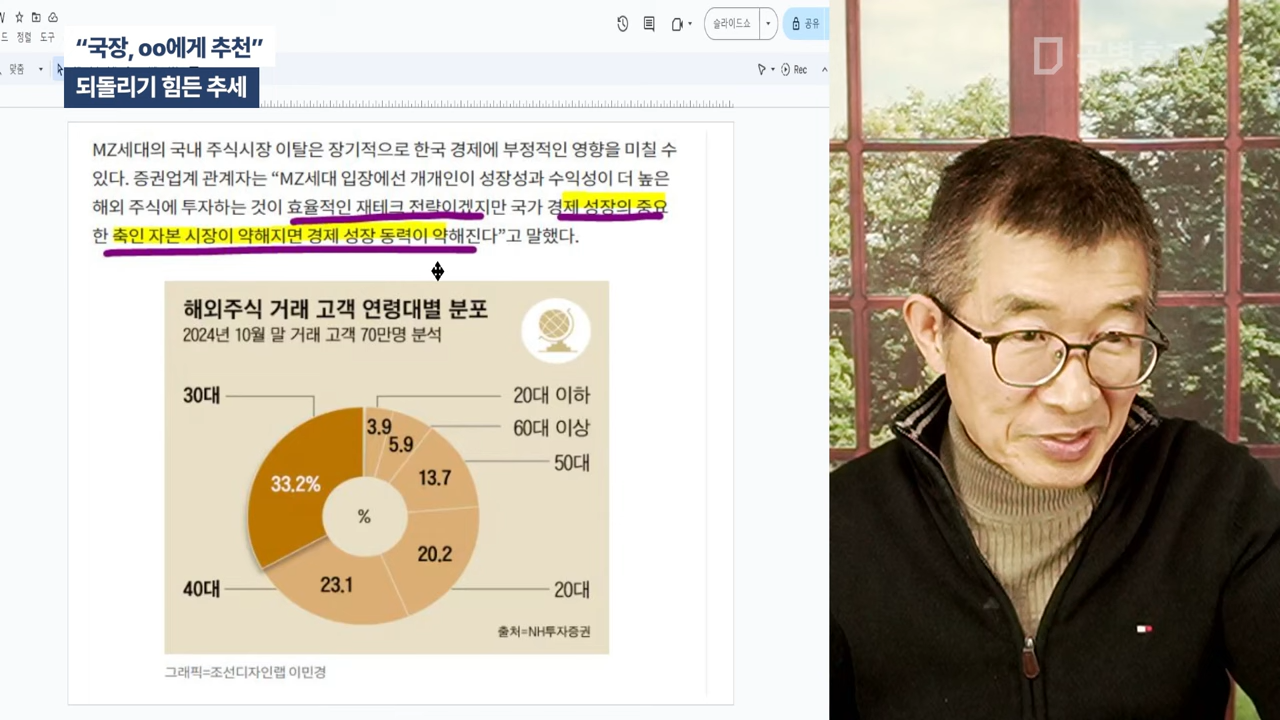 “국장, oo에게 추천”
되돌리기 힘든 추세
정렬 도구
슬라이드쇼
공유
맞춤
Rec
MZ세대의 국내 주식시장 이탈은 장기적으로 한국 경제에 부정적인 영향을 미칠 수
있다. 증권업계 관계자는 “MZ세대 입장에선 개개인이 성장성과 수익성이 더 높은
해외 주식에 투자하는 것이 효율적인 재테크 전략이겠지만 국가 경제 성장의 중요
한 축인 자본 시장이 약해지면 경제 성장 동력이 약해진다”고 말했다.
해외주식 거래 고객 연령대별 분포
2024년 10월 말 거래 고객 70만명 분석
30대
20대 이하
3.9
60대 이상
5.9
50대
33.2%
13.7
%
20.2
23.1
40대
20대
출처=NH투자증권
그래픽=조선디자인랩 이민경